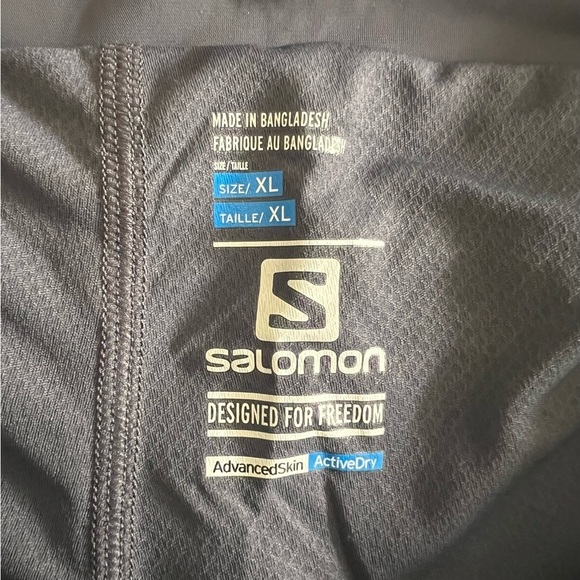 MADE IN BANGLADESH
FABRIQUE AU BANGLADESH
SIZE/TAILLE
SIZE/ XL
TAILLE/ XL
S
SALOMON
DESIGNED FOR FREEDOM
AdvancedSkin ActiveDry